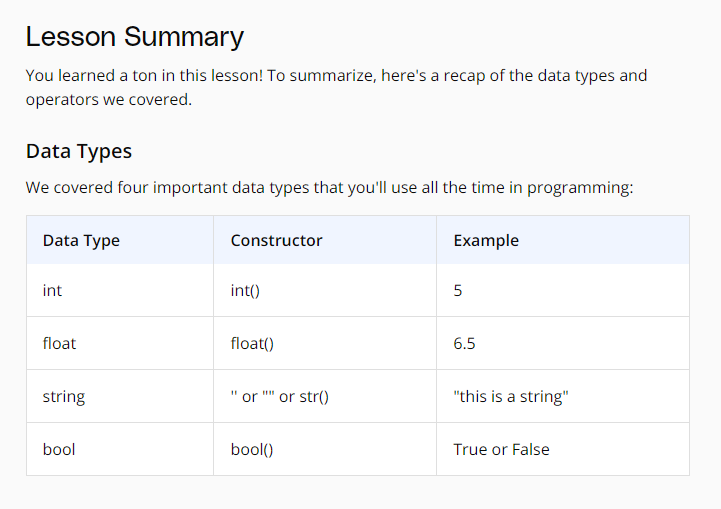 Lesson Summary
You learned a ton in this lesson! To summarize, here's a recap of the data types and
operators we covered.
Data Types
We covered four important data types that you'll use all the time in programming:
Data Type Constructor Example
int int() 5
float float() 6.5
string '' or "" or str() "this is a string"
bool bool() True or False